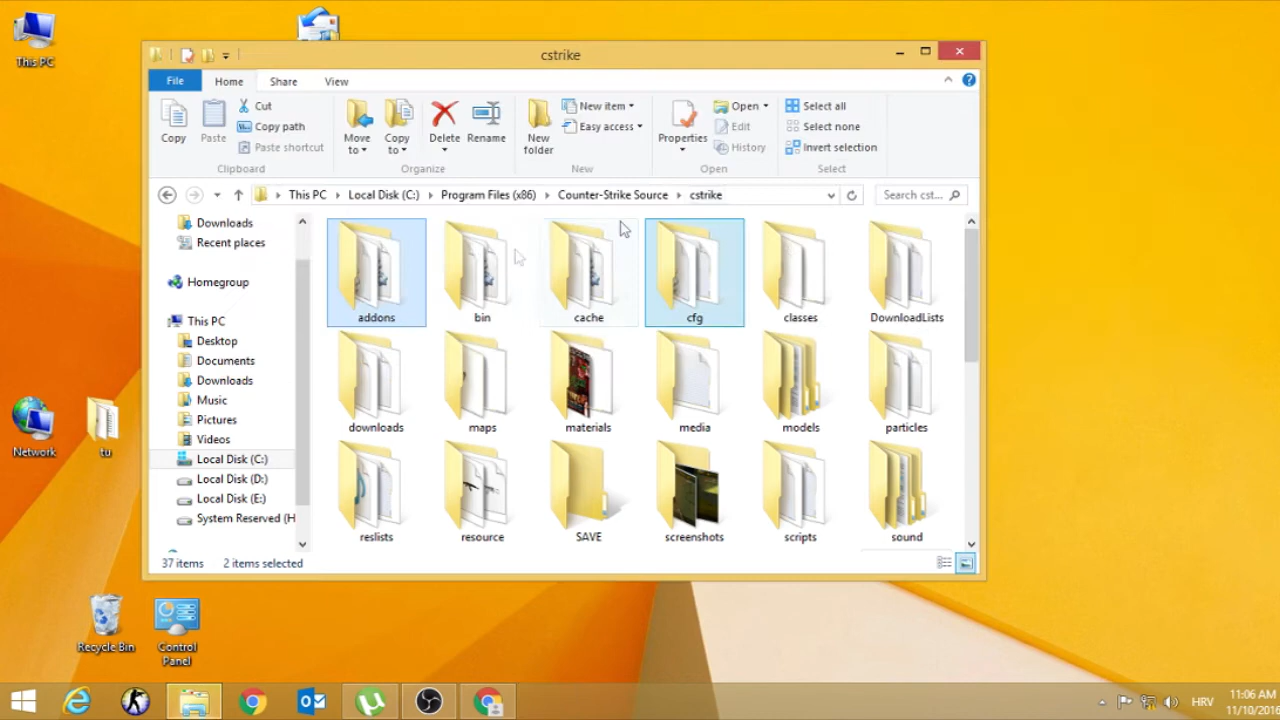 This PC
cstrike
File Home Share View
Copy
Paste
Cut
Copy path
Paste shortcut
Clipboard
Move to
Copy to
Delete
Rename
Organize
New folder
New item
Easy access
New
Properties
Open
Edit
History
Open
Select all
Select none
Invert selection
Select
This PC Local Disk (C:) Program Files (x86) Counter-Strike Source cstrike
Search cst...
Downloads
Recent places
Homegroup
This PC
Desktop
Documents
Downloads
Music
Pictures
Videos
Local Disk (C:)
Local Disk (D:)
Local Disk (E:)
System Reserved (H
addons bin cache cfg classes DownloadLists
downloads maps materials media models particles
reslists resource SAVE screenshots scripts sound
37 items 2 items selected
Network
tu
Recycle Bin
Control Panel
HRV
11:06 AM
11/10/2016